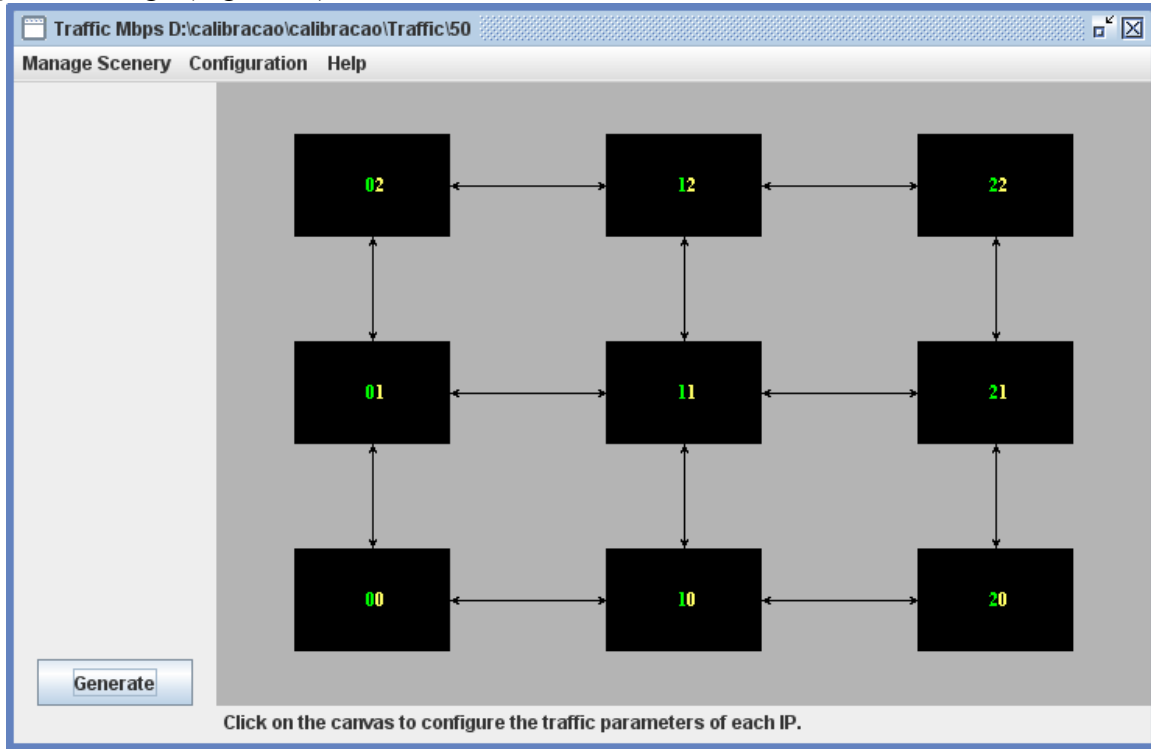 Traffic Mbps D:\calibracao\calibracao\Traffic\50
Manage Scenery Configuration Help
02 12 22
01 11 21
00 10 20
Generate
Click on the canvas to configure the traffic parameters of each IP.